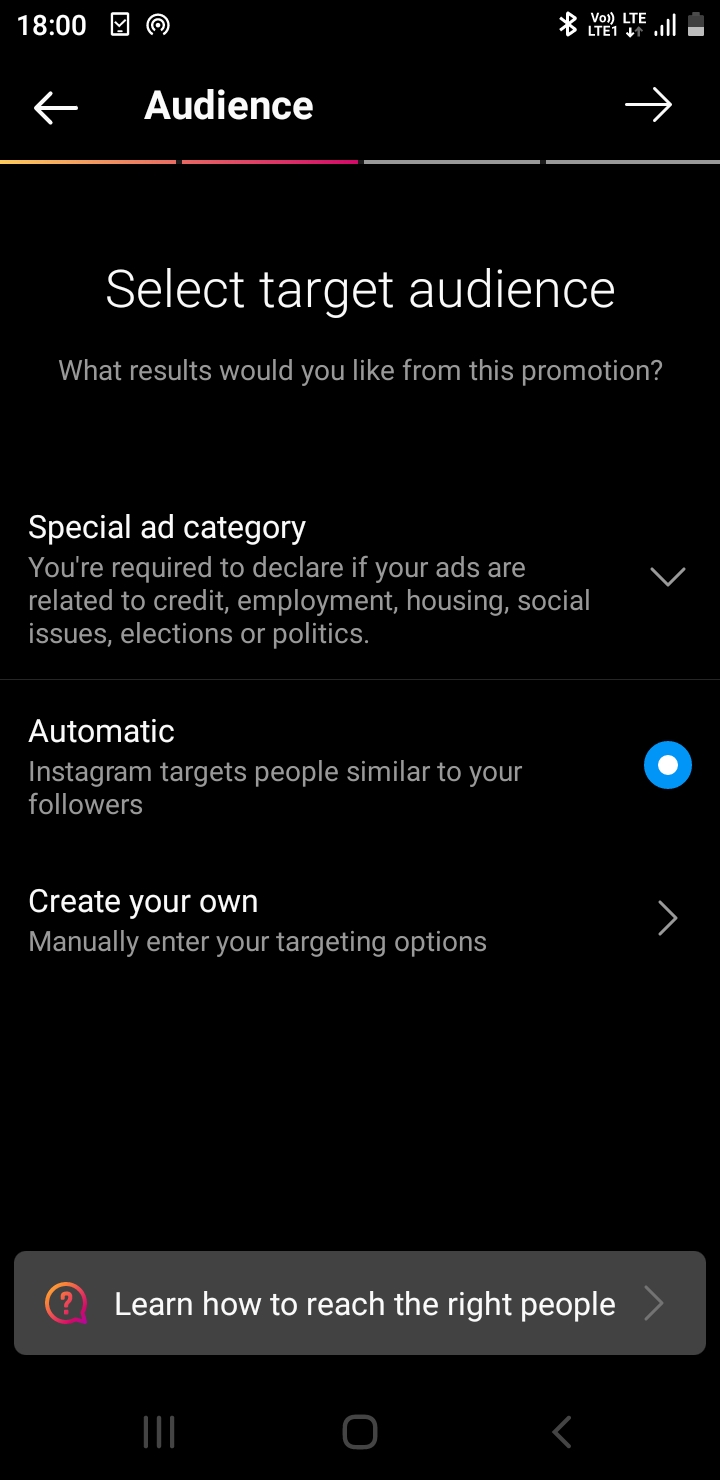 18:00
Vo)) LTE
LTE1
Audience
Select target audience
What results would you like from this promotion?
Special ad category
You're required to declare if your ads are
related to credit, employment, housing, social
issues, elections or politics.
Automatic
Instagram targets people similar to your
followers
Create your own
Manually enter your targeting options
Learn how to reach the right people